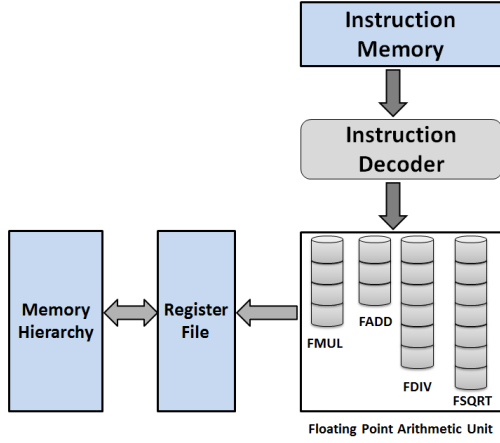 Instruction
Memory
Instruction
Decoder
Memory
Hierarchy
Register
File
FMUL
FADD
FDIV
FSQRT
Floating Point Arithmetic Unit